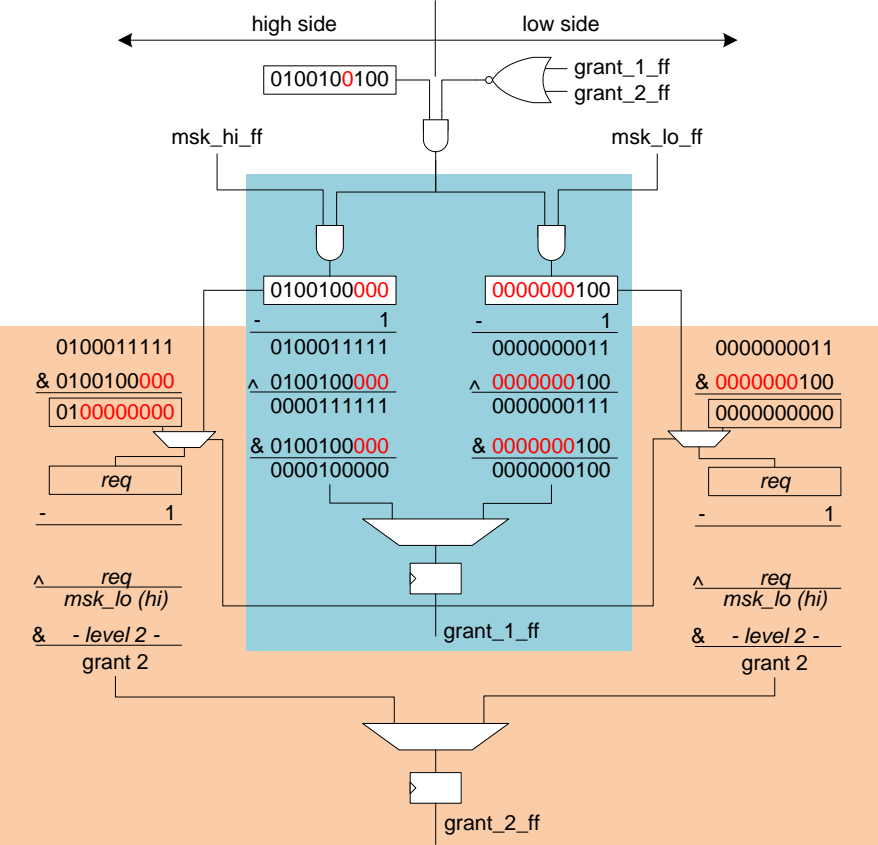 high side
low side
0100100100
grant_1_ff
grant_2_ff
msk_hi_ff
msk_lo_ff
0100100000
0000000100
- 1
- 1
0100011111
0100011111
0000000011
0000000011
& 0100100000
^ 0100100000
^ 0000000100
& 0000000100
0100000000
0000111111
0000000111
0000000000
& 0100100000
& 0000000100
0000100000
0000000100
req
req
- 1
- 1
^ req
^ req
msk_lo (hi)
msk_lo (hi)
grant_1_ff
& - level 2 -
& - level 2 -
grant 2
grant 2
grant_2_ff